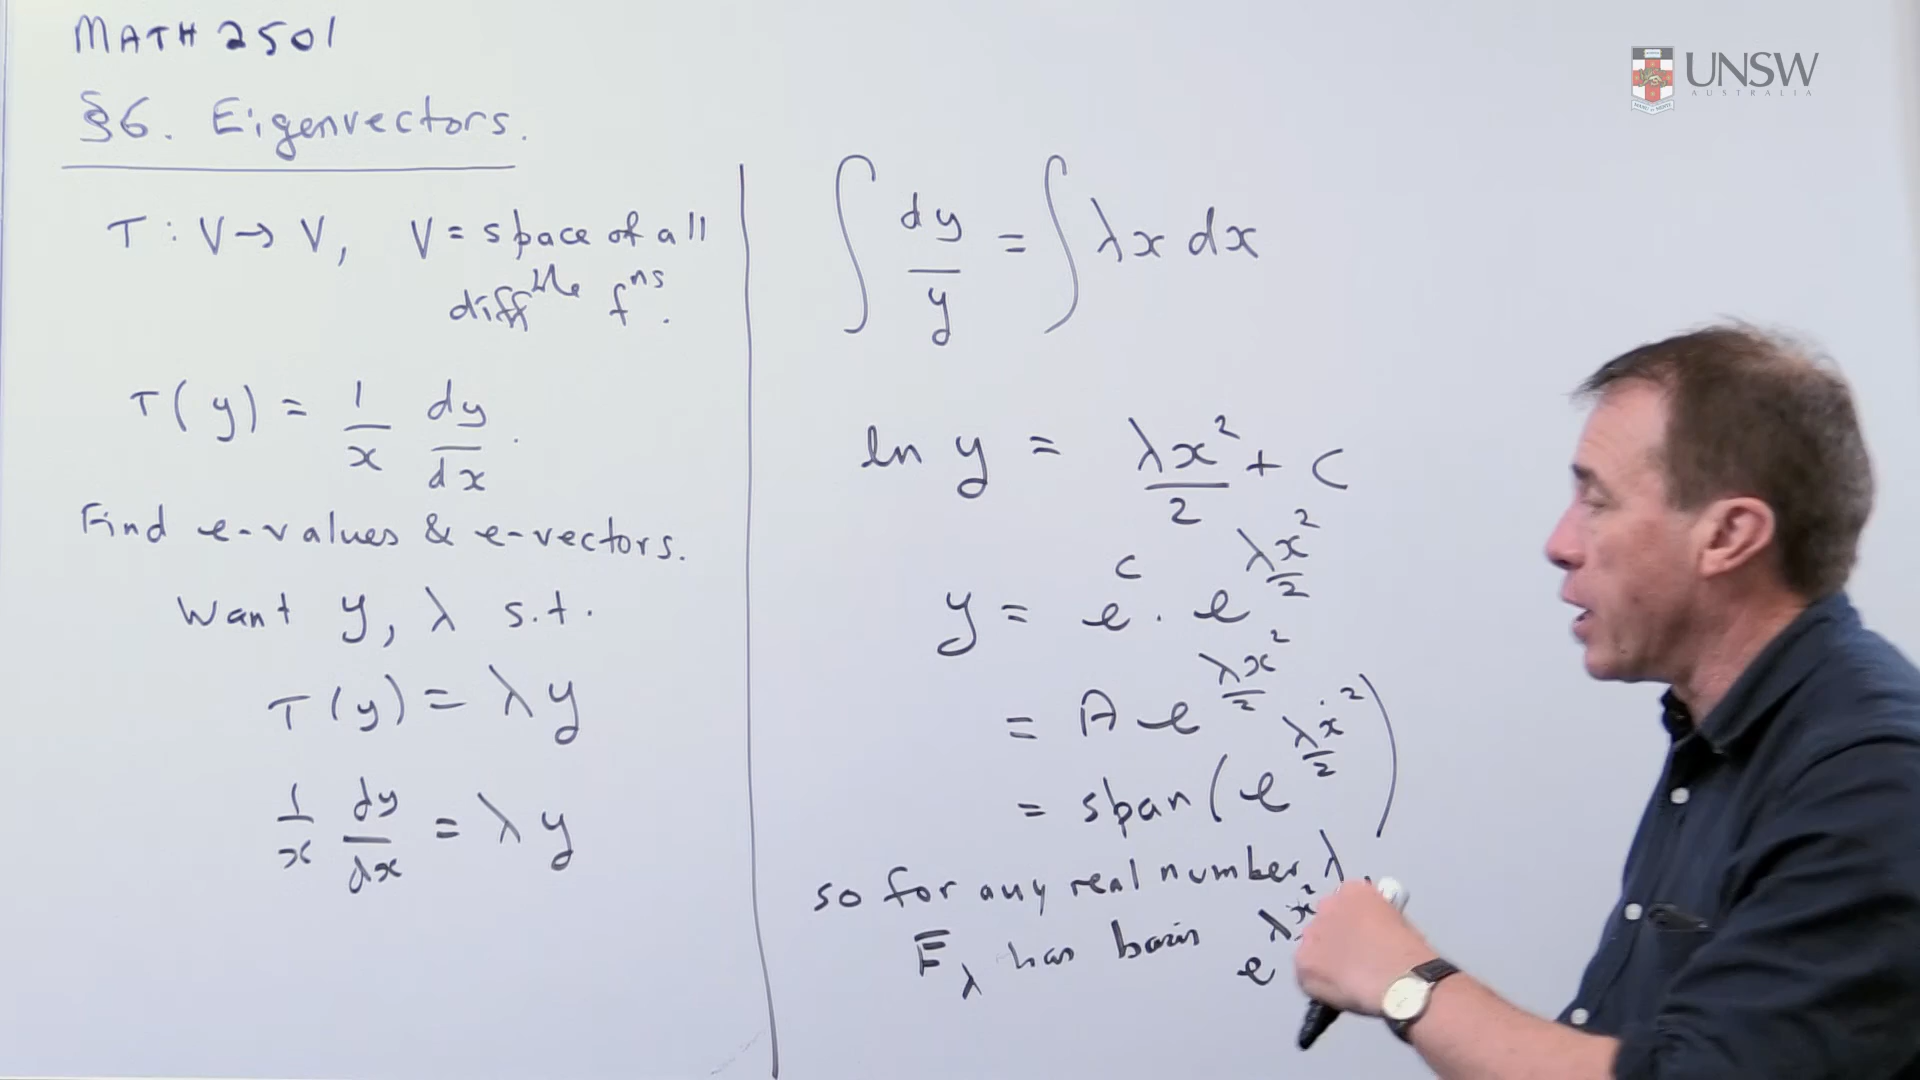 MATH 2501
§6. Eigenvectors.
T : V → V, V = space of all
diffble fns.
T(y) = 1/x dy/dx.
Find e-values & e-vectors.
Want y, λ s.t.
T(y) = λy
1/x dy/dx = λy
∫ dy/y = ∫ λx dx
ln y = λx²/2 + C
y = e^C · e^(λx²/2)
= A e^(λx²/2)
= span(e^(λx²/2))
so for any real number λ
E_λ has basis e^(λx²
UNSW
AUSTRALIA